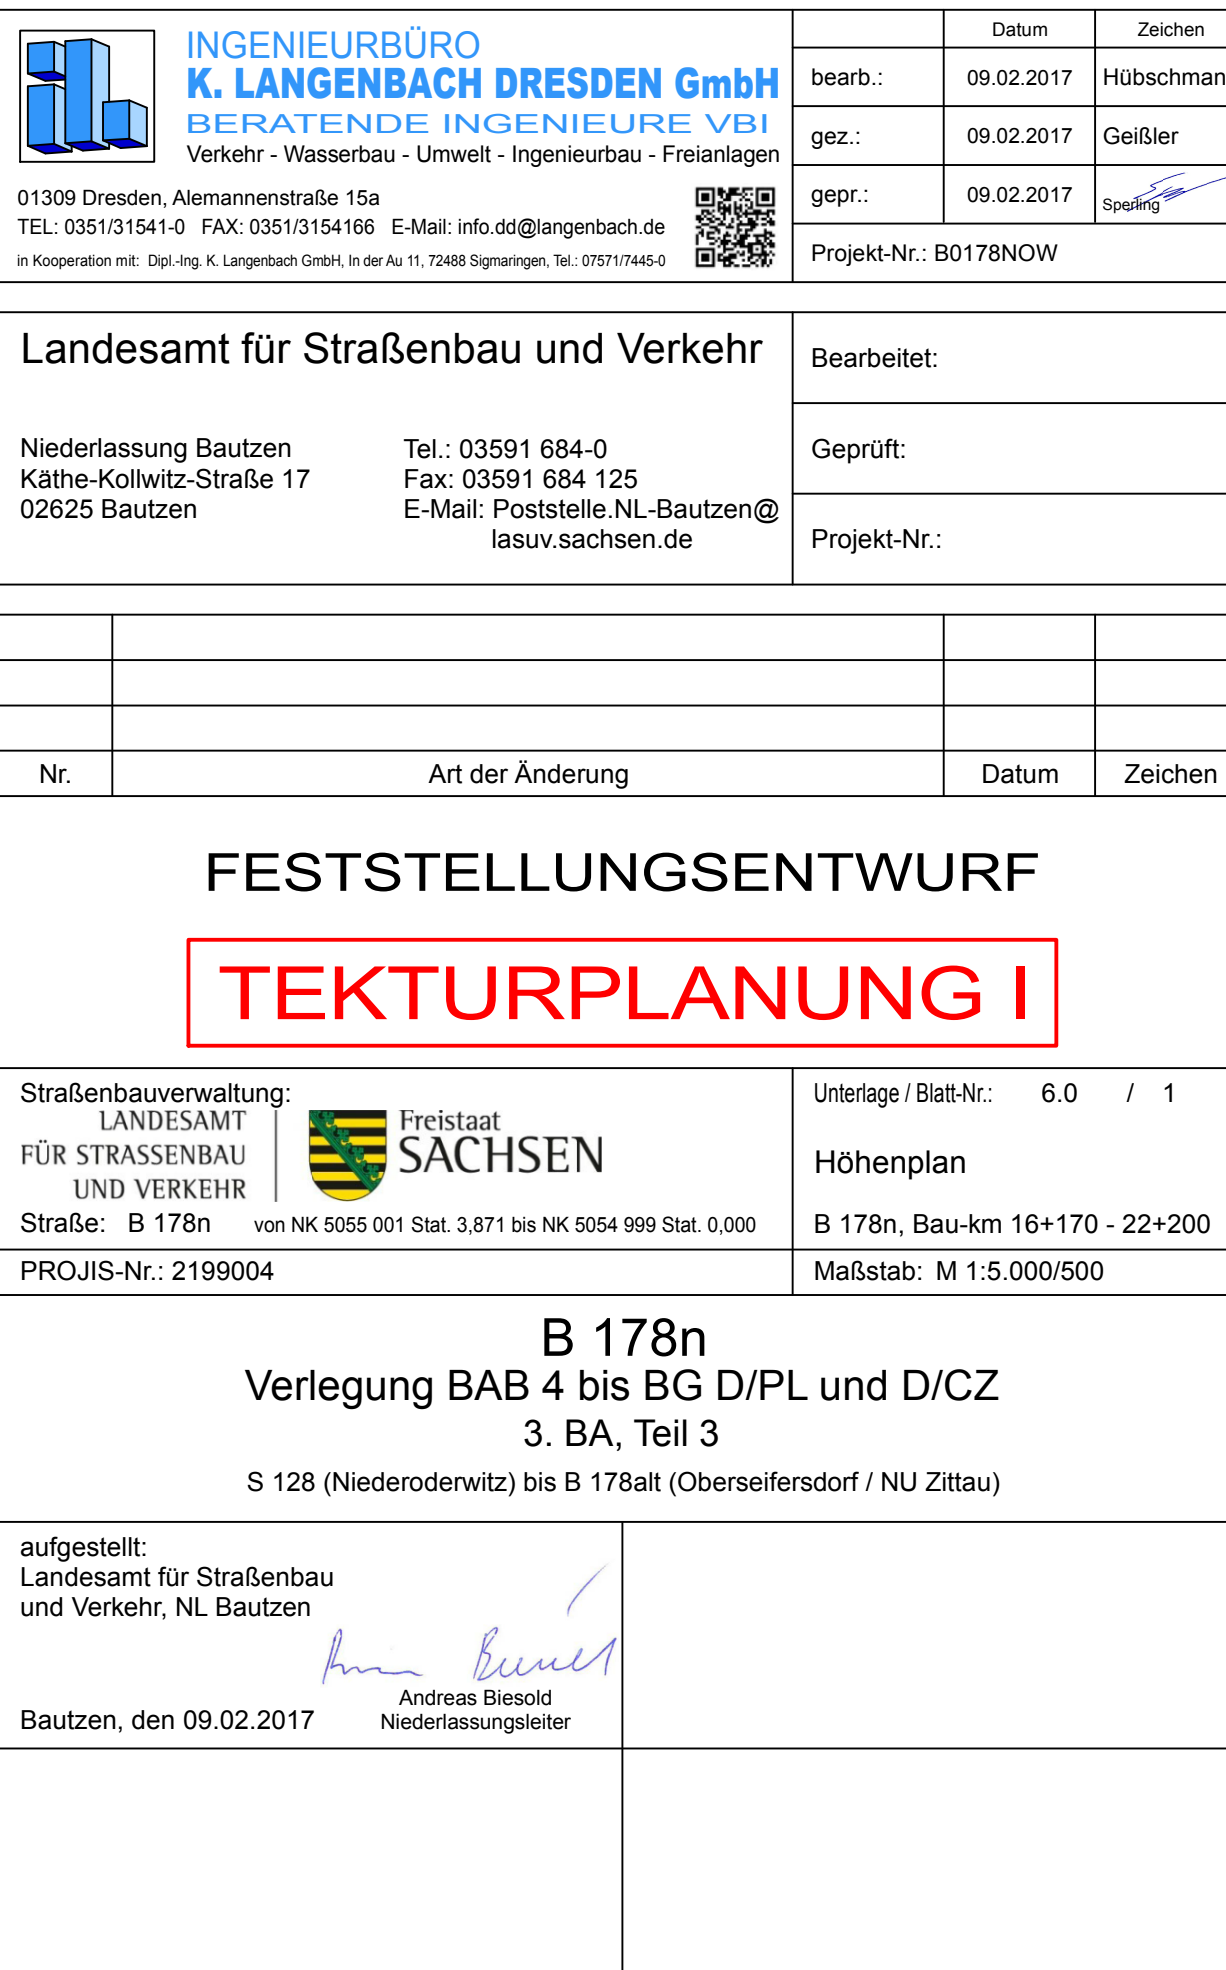 INGENIEURBÜRO
K. LANGENBACH DRESDEN GmbH
BERATENDE INGENIEURE VBI
Verkehr - Wasserbau - Umwelt - Ingenieurbau - Freianlagen
01309 Dresden, Alemannenstraße 15a
TEL: 0351/31541-0 FAX: 0351/3154166 E-Mail: info.dd@langenbach.de
in Kooperation mit: Dipl.-Ing. K. Langenbach GmbH, In der Au 11, 72488 Sigmaringen, Tel.: 07571/7445-0
Datum Zeichen
bearb.: 09.02.2017 Hübschman
gez.: 09.02.2017 Geißler
gepr.: 09.02.2017 Sperling
Projekt-Nr.: B0178NOW
Landesamt für Straßenbau und Verkehr
Niederlassung Bautzen
Käthe-Kollwitz-Straße 17
02625 Bautzen
Tel.: 03591 684-0
Fax: 03591 684 125
E-Mail: Poststelle.NL-Bautzen@
lasuv.sachsen.de
Bearbeitet:
Geprüft:
Projekt-Nr.:
Nr. Art der Änderung Datum Zeichen
FESTSTELLUNGSENTWURF
TEKTURPLANUNG I
Straßenbauverwaltung:
LANDESAMT
FÜR STRASSENBAU
UND VERKEHR
Freistaat
SACHSEN
Straße: B 178n von NK 5055 001 Stat. 3,871 bis NK 5054 999 Stat. 0,000
Unterlage / Blatt-Nr.: 6.0 / 1
Höhenplan
B 178n, Bau-km 16+170 - 22+200
PROJIS-Nr.: 2199004
Maßstab: M 1:5.000/500
B 178n
Verlegung BAB 4 bis BG D/PL und D/CZ
3. BA, Teil 3
S 128 (Niederoderwitz) bis B 178alt (Oberseifersdorf / NU Zittau)
aufgestellt:
Landesamt für Straßenbau
und Verkehr, NL Bautzen
Andreas Biesold
Bautzen, den 09.02.2017 Niederlassungsleiter